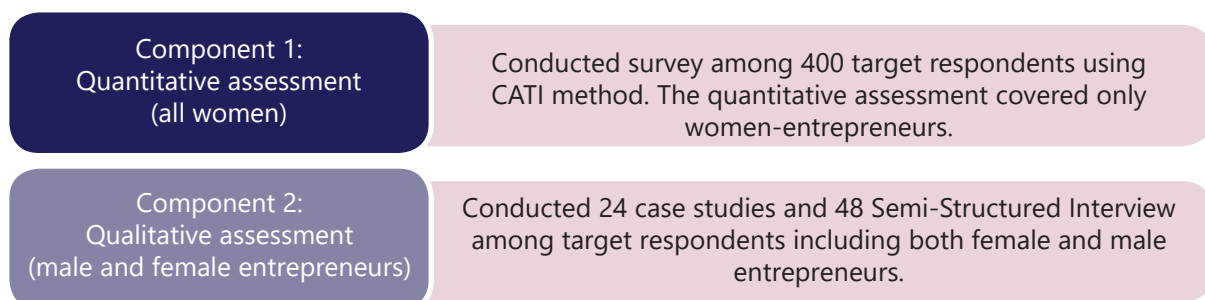 Component 1:
Quantitative assessment
(all women)
Conducted survey among 400 target respondents using
CATI method. The quantitative assessment covered only
women-entrepreneurs.
Component 2:
Qualitative assessment
(male and female entrepreneurs)
Conducted 24 case studies and 48 Semi-Structured Interview
among target respondents including both female and male
entrepreneurs.